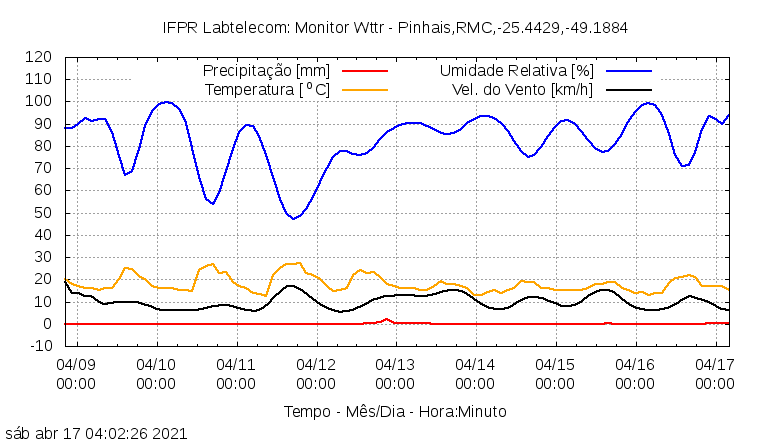 IFPR Labtelecom: Monitor Wttr - Pinhais,RMC,-25.4429,-49.1884
120
110
100
90
80
70
60
50
40
30
20
10
0
-10
Precipitação [mm]
Umidade Relativa [%]
Temperatura [⁰C]
Vel. do Vento [km/h]
04/09 04/10 04/11 04/12 04/13 04/14 04/15 04/16 04/17
00:00 00:00 00:00 00:00 00:00 00:00 00:00 00:00 00:00
Tempo - Mês/Dia - Hora:Minuto
sáb abr 17 04:02:26 2021